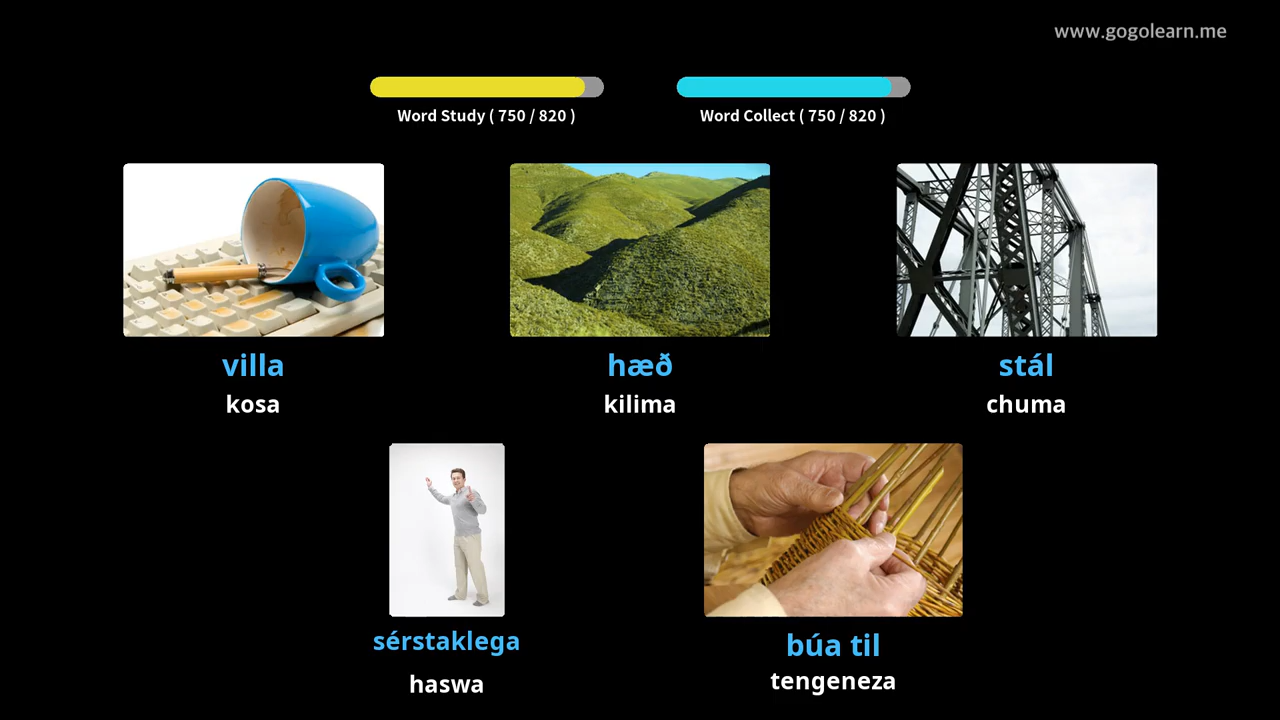 www.gogolearn.me
Word Study ( 750 / 820 )
Word Collect ( 750 / 820 )
villa
kosa
hæð
kilima
stál
chuma
sérstaklega
haswa
búa til
tengeneza